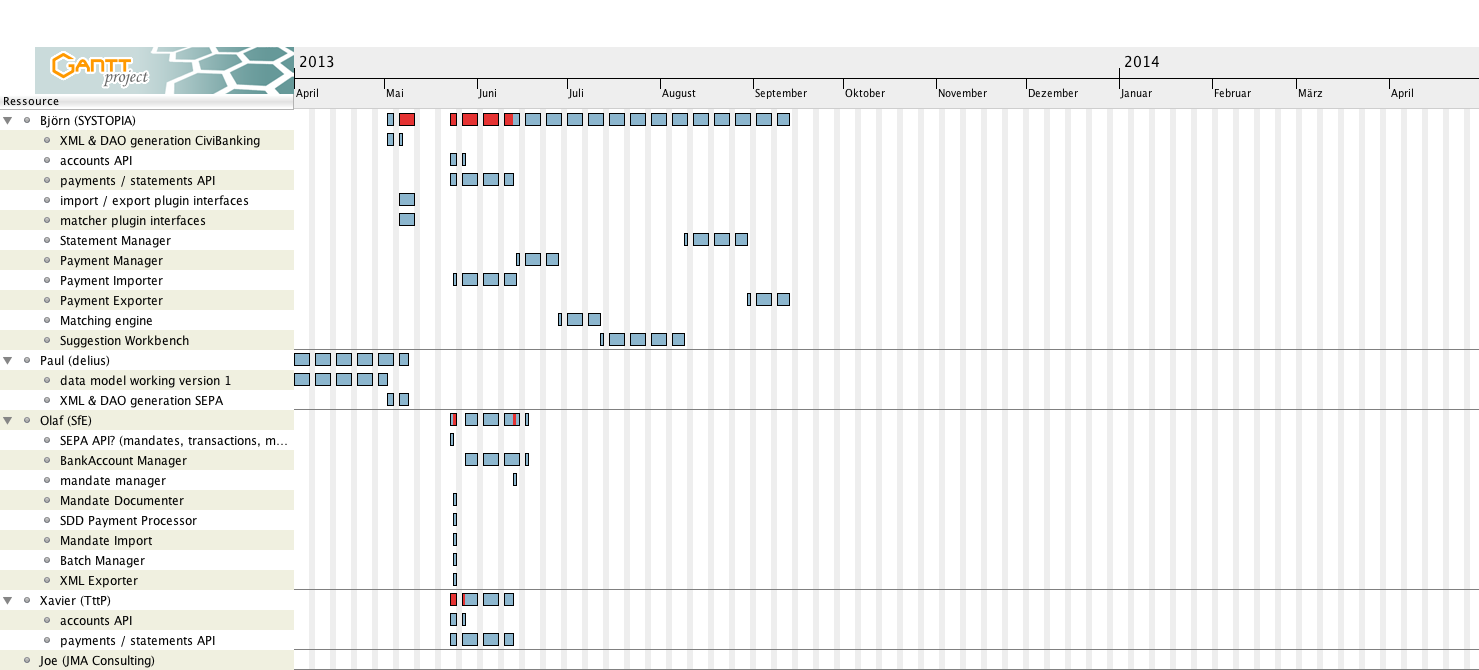 GANTT
project
2013
2014
April
Mai
Juni
Juli
August
September
Oktober
November
Dezember
Januar
Februar
März
April
Ressource
Björn (SYSTOPIA)
XML & DAO generation CiviBanking
accounts API
payments / statements API
import / export plugin interfaces
matcher plugin interfaces
Statement Manager
Payment Manager
Payment Importer
Payment Exporter
Matching engine
Suggestion Workbench
Paul (delius)
data model working version 1
XML & DAO generation SEPA
Olaf (SfE)
SEPA API? (mandates, transactions, m...
BankAccount Manager
mandate manager
Mandate Documenter
SDD Payment Processor
Mandate Import
Batch Manager
XML Exporter
Xavier (TttP)
accounts API
payments / statements API
Joe (JMA Consulting)